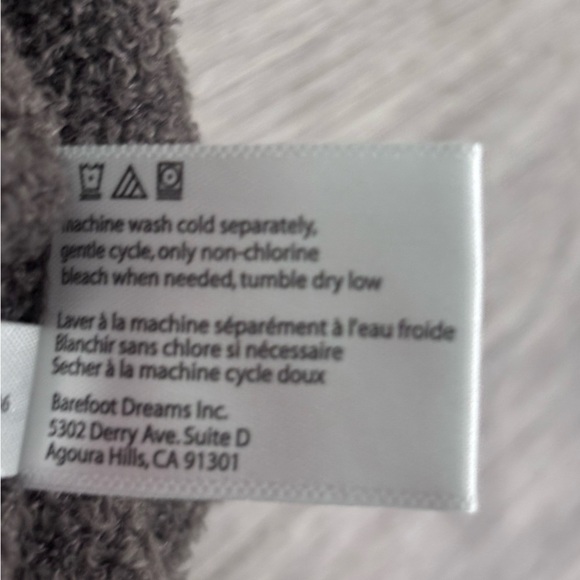 machine wash cold separately,
gentle cycle, only non-chlorine
bleach when needed, tumble dry low
Laver à la machine séparément à l'eau froide
Blanchir sans chlore si nécessaire
Secher à la machine cycle doux
Barefoot Dreams Inc.
5302 Derry Ave. Suite D
Agoura Hills, CA 91301